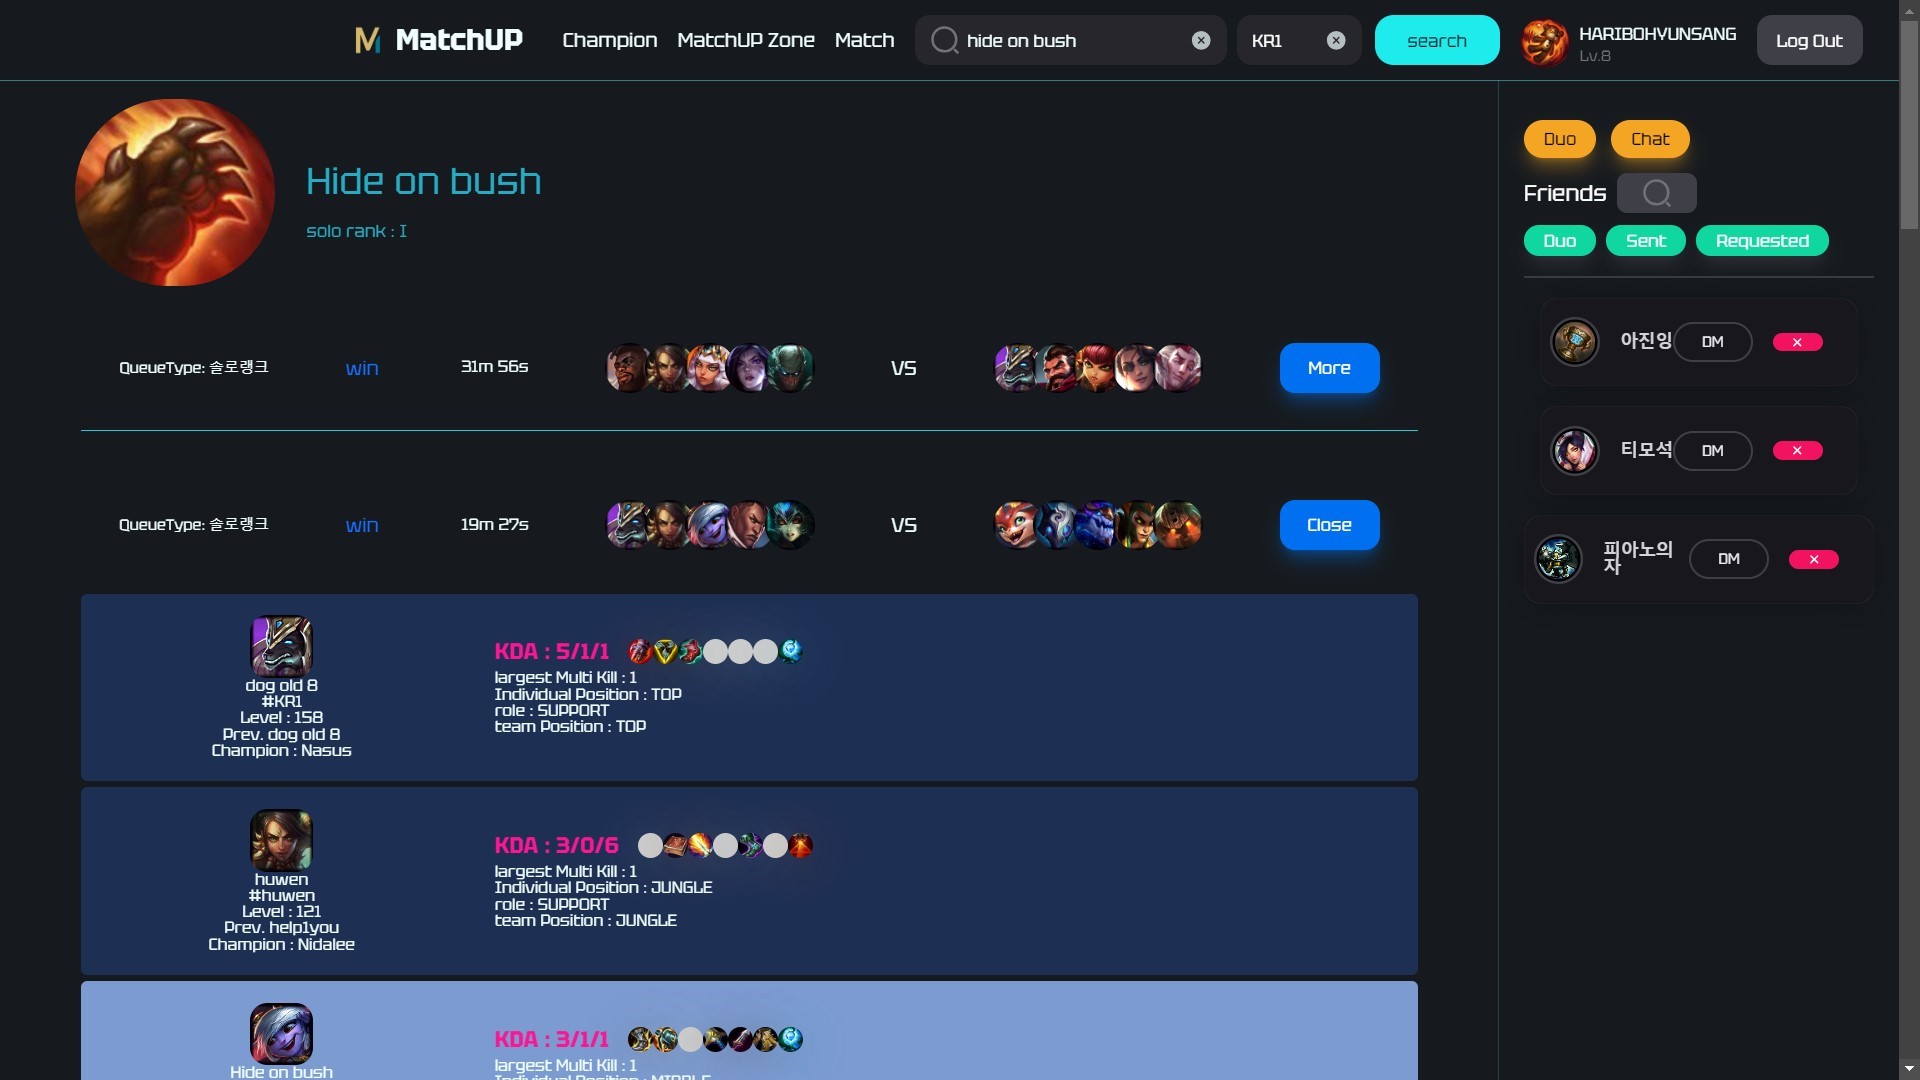 MatchUP
Champion
MatchUP Zone
Match
hide on bush
KR1
search
HARIBOHYUNSANG
Lv.8
Log Out
Hide on bush
solo rank : I
QueueType: 솔로랭크
win
31m 56s
VS
More
QueueType: 솔로랭크
win
19m 27s
VS
Close
dog old 8
#KR1
Level : 158
Prev. dog old 8
Champion : Nasus
KDA : 5/1/1
largest Multi Kill : 1
Individual Position : TOP
role : SUPPORT
team Position : TOP
huwen
#huwen
Level : 121
Prev. help1you
Champion : Nidalee
KDA : 3/0/6
largest Multi Kill : 1
Individual Position : JUNGLE
role : SUPPORT
team Position : JUNGLE
Hide on bush
KDA : 3/1/1
largest Multi Kill : 1
Individual Position : MIDDLE
Duo
Chat
Friends
Duo
Sent
Requested
아진잉
DM
티모석
DM
피아노의
자
DM